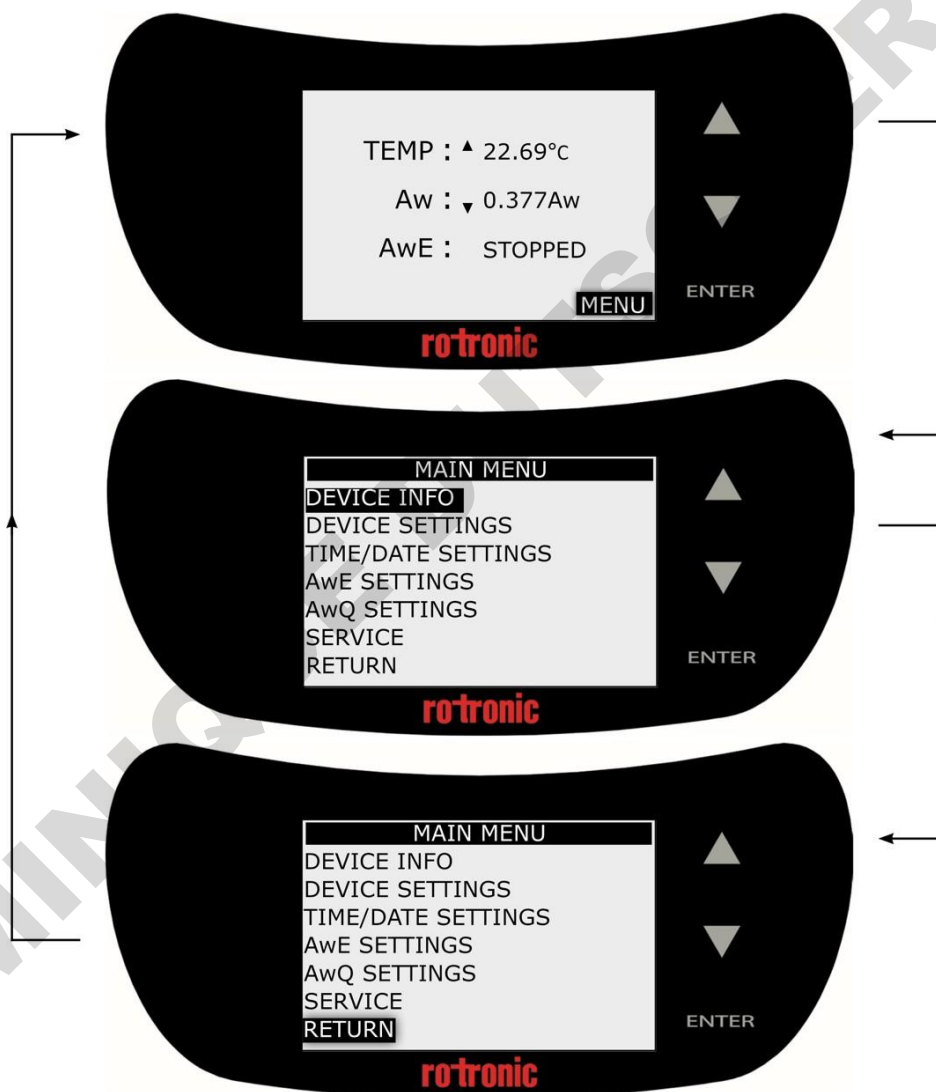 TEMP : ▲ 22.69°C
Aw : ▼ 0.377Aw
AwE : STOPPED
MENU
ENTER
rotronic
MAIN MENU
DEVICE INFO
DEVICE SETTINGS
TIME/DATE SETTINGS
AwE SETTINGS
AwQ SETTINGS
SERVICE
RETURN
ENTER
rotronic
MAIN MENU
DEVICE INFO
DEVICE SETTINGS
TIME/DATE SETTINGS
AwE SETTINGS
AwQ SETTINGS
SERVICE
RETURN
ENTER
rotronic